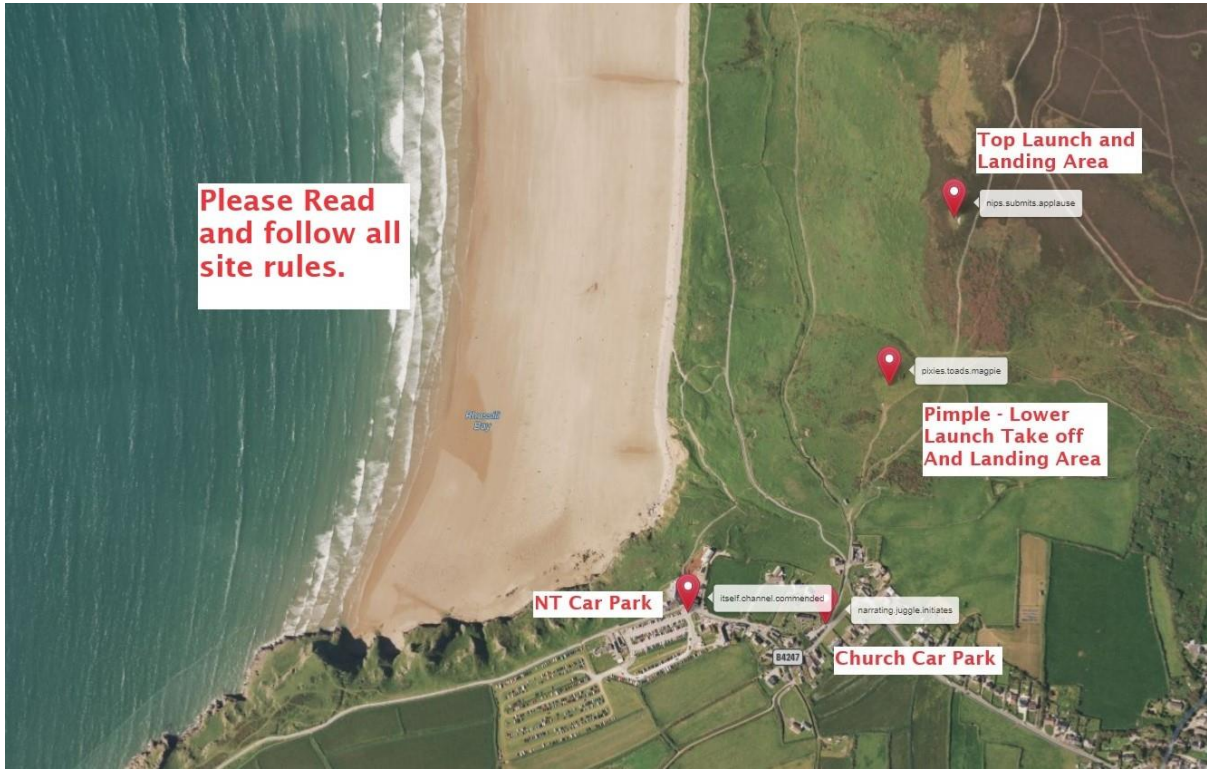 Top Launch and
Landing Area
Please Read
and follow all
site rules.
nips.submits.applause
pixies.toads.magpie
Pimple - Lower
Launch Take off
And Landing Area
Rhossili
Bay
NT Car Park
itself.channel.commended
narrating.juggle.initiates
B4247
Church Car Park